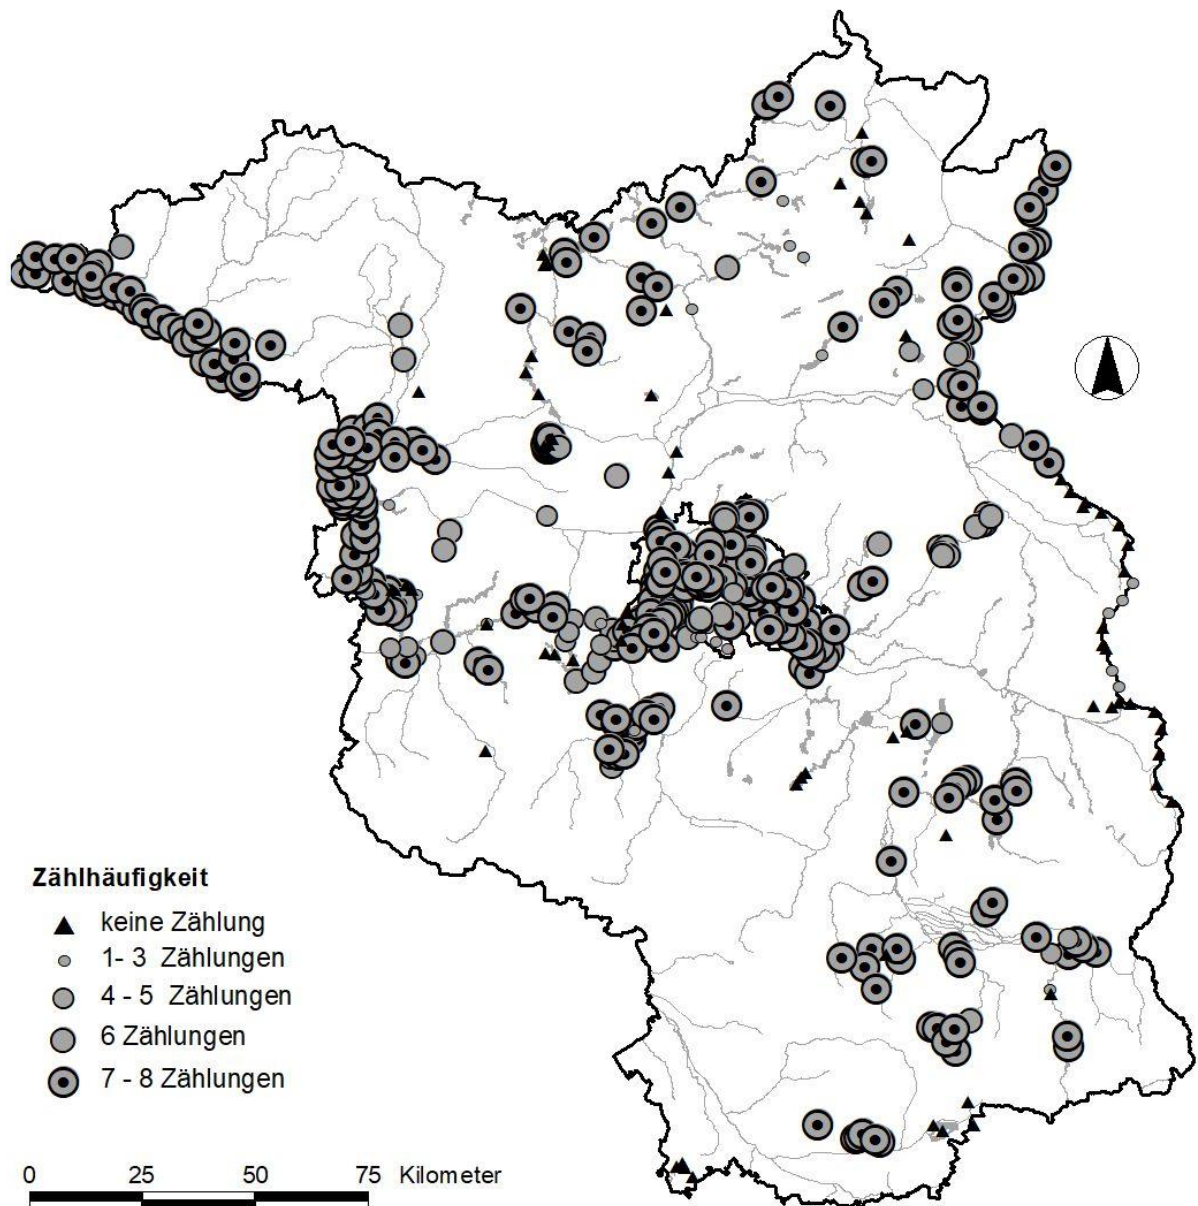 Zählhäufigkeit
keine Zählung
1- 3 Zählungen
4 - 5 Zählungen
6 Zählungen
7 - 8 Zählungen
0 25 50 75 Kilometer